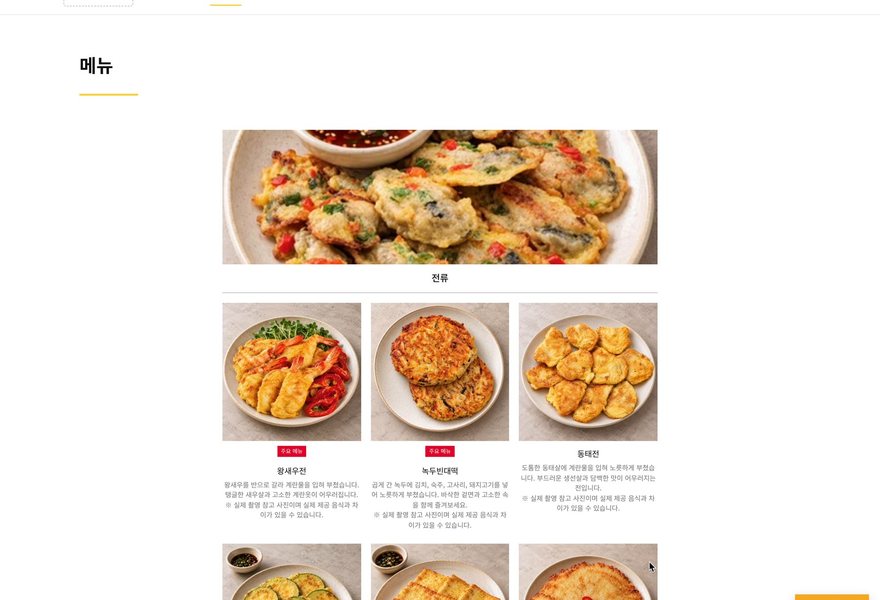 메뉴
전류
주요 메뉴
왕새우전
왕새우를 반으로 갈라 계란물을 입혀 부쳤습니다.
탱글한 새우살과 고소한 계란옷이 어우러집니다.
※ 실제 촬영 참고 사진이며 실제 제공 음식과 차
이가 있을 수 있습니다.
주요 메뉴
녹두빈대떡
곱게 간 녹두에 김치, 숙주, 고사리, 돼지고기를 넣
어 노릇하게 부쳤습니다. 바삭한 겉면과 고소한 속
을 함께 즐겨보세요.
※ 실제 촬영 참고 사진이며 실제 제공 음식과 차
이가 있을 수 있습니다.
동태전
도톰한 동태살에 계란물을 입혀 노릇하게 부쳤습
니다. 부드러운 생선살과 담백한 맛이 어우러지는
전입니다.
※ 실제 촬영 참고 사진이며 실제 제공 음식과 차
이가 있을 수 있습니다.